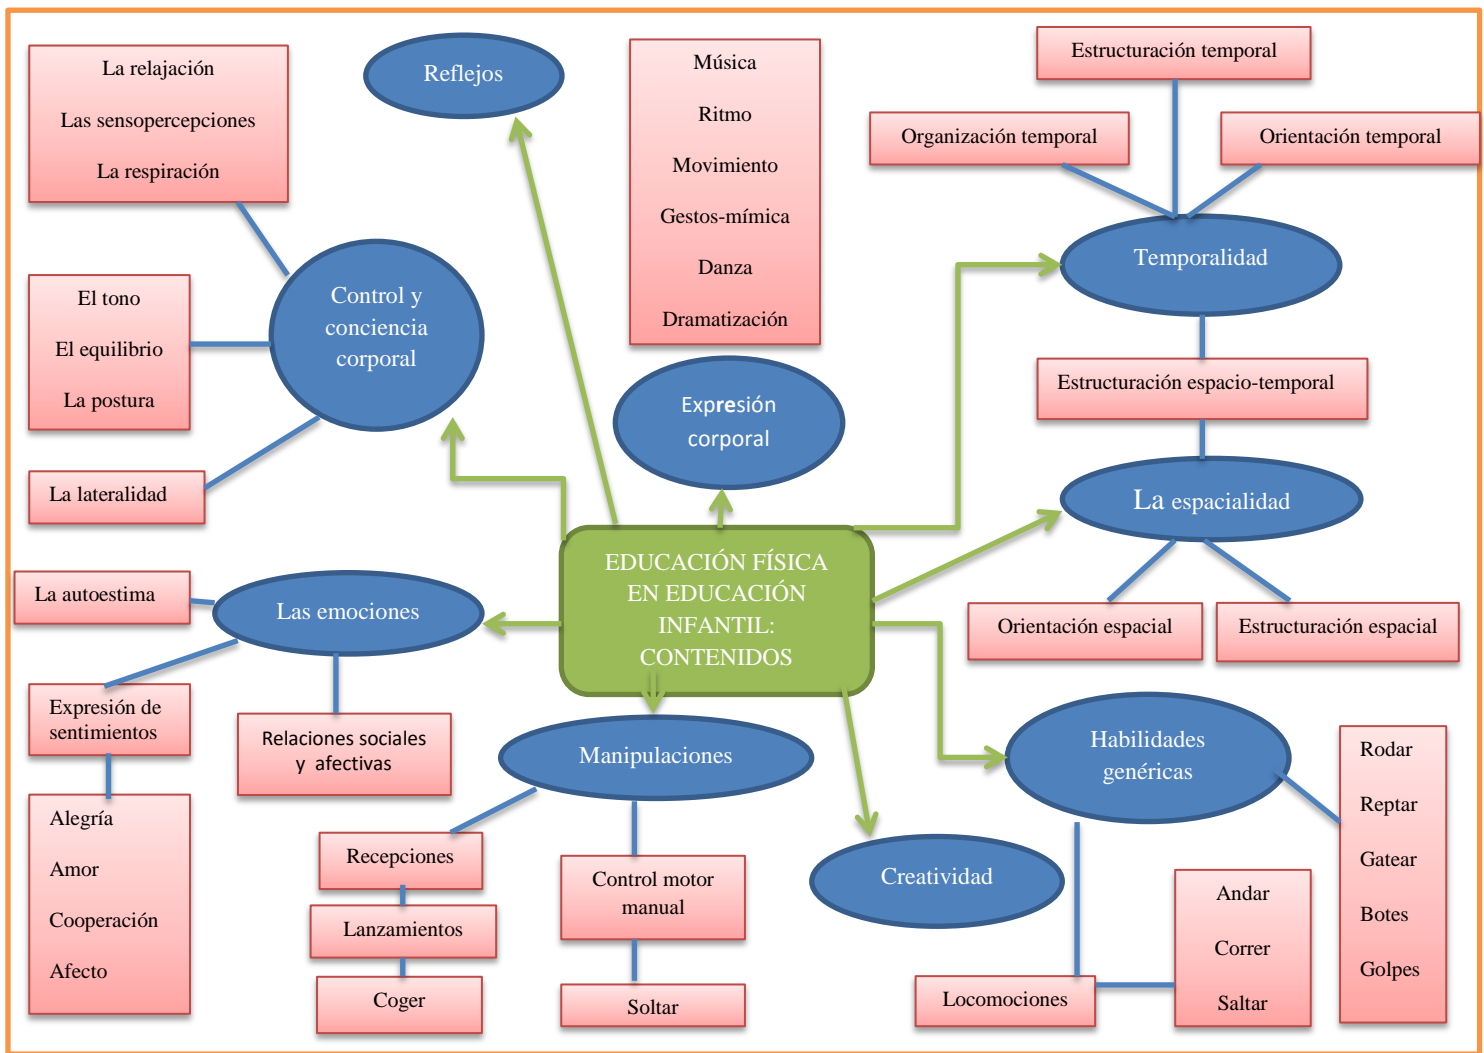 La relajación
Las sensopercepciones
La respiración
Reflejos
Música
Ritmo
Movimiento
Gestos-mímica
Danza
Dramatización
Estructuración temporal
Organización temporal
Orientación temporal
Temporalidad
El tono
El equilibrio
La postura
Control y
conciencia
corporal
Expresión
corporal
Estructuración espacio-temporal
La lateralidad
La espacialidad
EDUCACIÓN FÍSICA
EN EDUCACIÓN
INFANTIL:
CONTENIDOS
La autoestima
Las emociones
Orientación espacial
Estructuración espacial
Expresión de
sentimientos
Relaciones sociales
y afectivas
Manipulaciones
Habilidades
genéricas
Rodar
Reptar
Gatear
Botes
Golpes
Alegría
Amor
Cooperación
Afecto
Recepciones
Lanzamientos
Coger
Control motor
manual
Soltar
Creatividad
Andar
Correr
Saltar
Locomociones